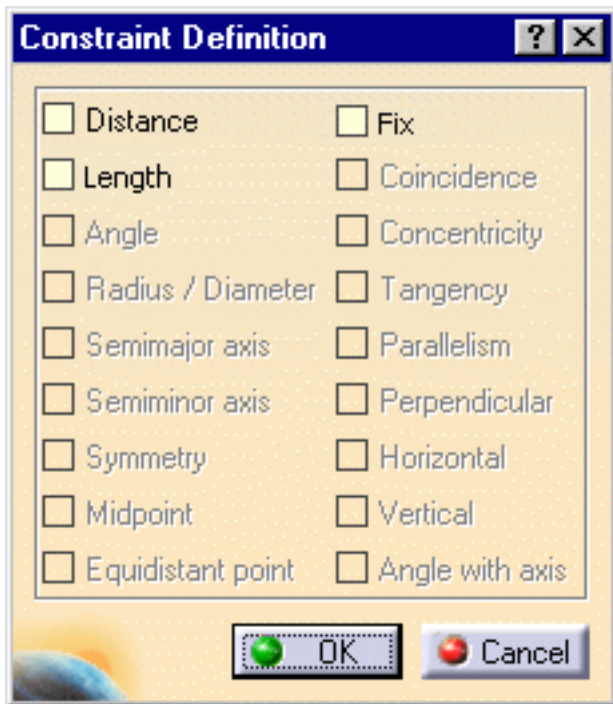 Constraint Definition
Distance
Fix
Length
Coincidence
Angle
Concentricity
Radius / Diameter
Tangency
Semimajor axis
Parallelism
Semiminor axis
Perpendicular
Symmetry
Horizontal
Midpoint
Vertical
Equidistant point
Angle with axis
OK
Cancel